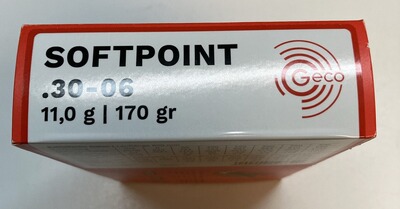 SOFTPOINT
.30-06
11,0 g | 170 gr
Geco